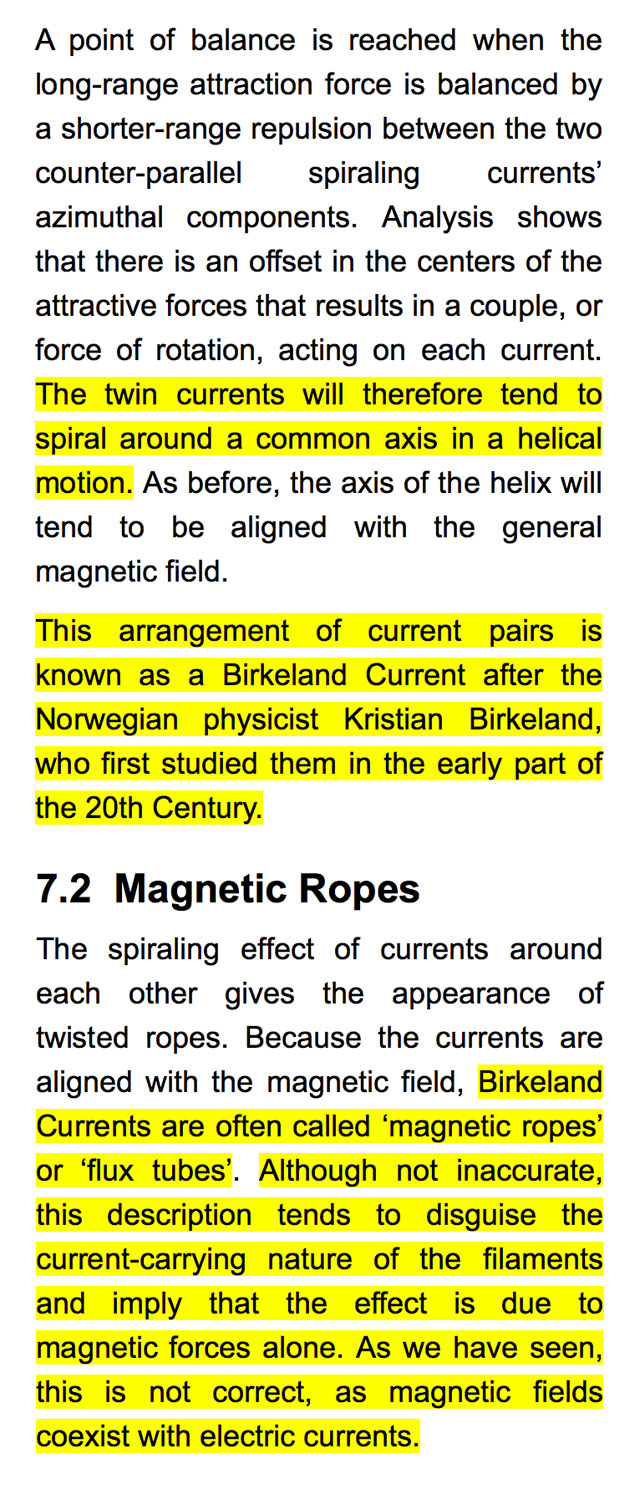 A point of balance is reached when the
long-range attraction force is balanced by
a shorter-range repulsion between the two
counter-parallel spiraling currents’
azimuthal components. Analysis shows
that there is an offset in the centers of the
attractive forces that results in a couple, or
force of rotation, acting on each current.
The twin currents will therefore tend to
spiral around a common axis in a helical
motion. As before, the axis of the helix will
tend to be aligned with the general
magnetic field.
This arrangement of current pairs is
known as a Birkeland Current after the
Norwegian physicist Kristian Birkeland,
who first studied them in the early part of
the 20th Century.
7.2 Magnetic Ropes
The spiraling effect of currents around
each other gives the appearance of
twisted ropes. Because the currents are
aligned with the magnetic field, Birkeland
Currents are often called ‘magnetic ropes’
or ‘flux tubes’. Although not inaccurate,
this description tends to disguise the
current-carrying nature of the filaments
and imply that the effect is due to
magnetic forces alone. As we have seen,
this is not correct, as magnetic fields
coexist with electric currents.